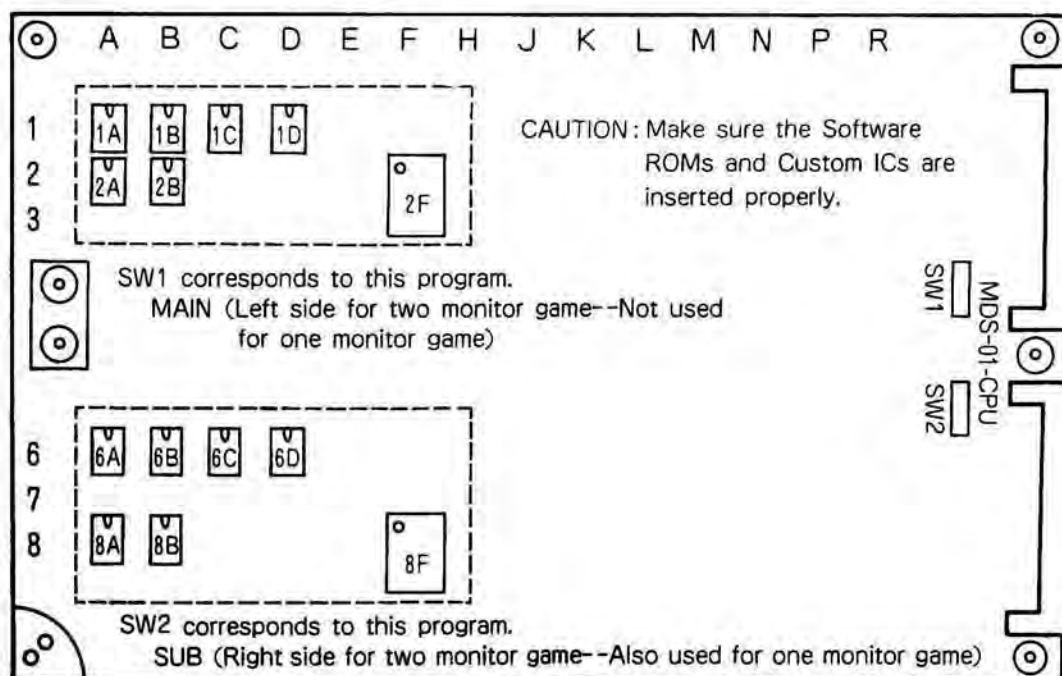 A B C D E F H J K L M N P R
1
1A 1B 1C 1D
CAUTION: Make sure the Software
ROMs and Custom ICs are
inserted properly.
2
2A 2B
2F
3
SW1 corresponds to this program.
MAIN (Left side for two monitor game--Not used
for one monitor game)
SW1
MDS-01-CPU
SW2
6
6A 6B 6C 6D
7
8
8A 8B
8F
SW2 corresponds to this program.
SUB (Right side for two monitor game--Also used for one monitor game)